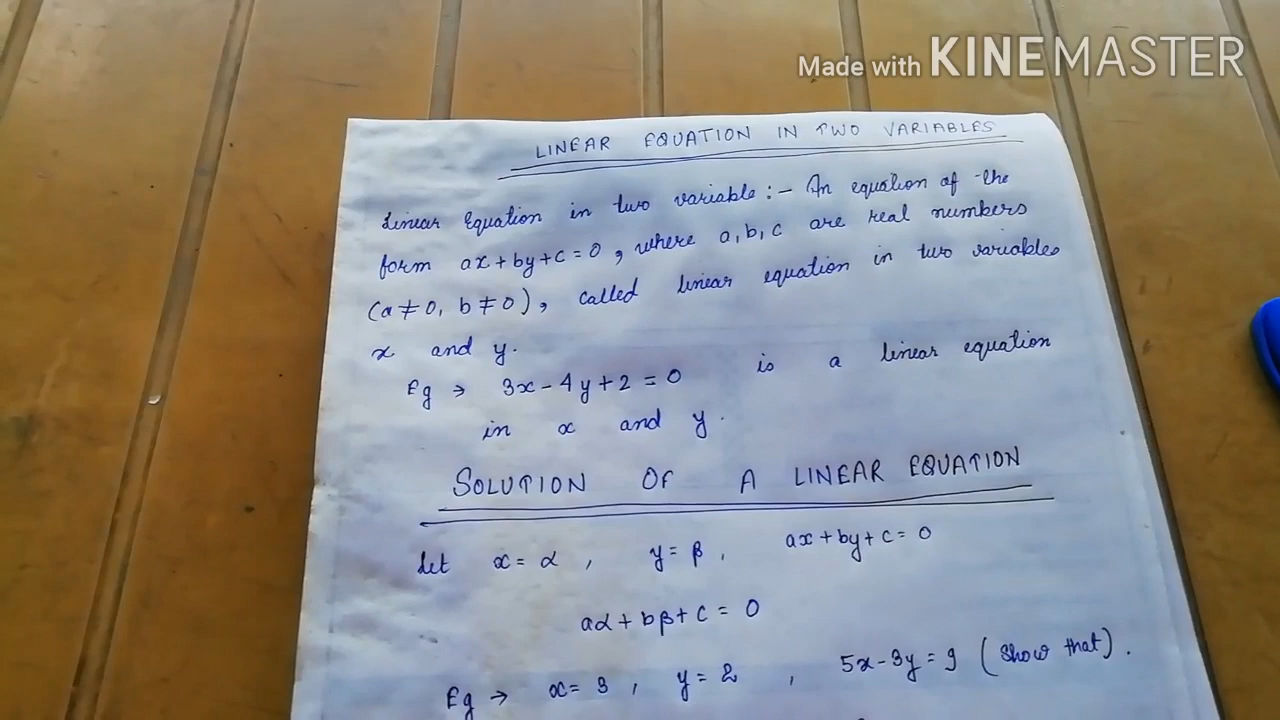 Made with KINEMASTER
LINEAR EQUATION IN TWO VARIABLES
Linear Equation in two variable :- An equation of the
form ax + by + c = 0, where a, b, c are real numbers
(a ≠ 0, b ≠ 0), called linear equation in two variables
x and y.
Eg → 3x - 4y + 2 = 0 is a linear equation
in x and y.
SOLUTION OF A LINEAR EQUATION
Let x = α, y = β, ax + by + c = 0
aα + bβ + c = 0
Eg → x = 3, y = 2, 5x - 3y = 9 (Show that).